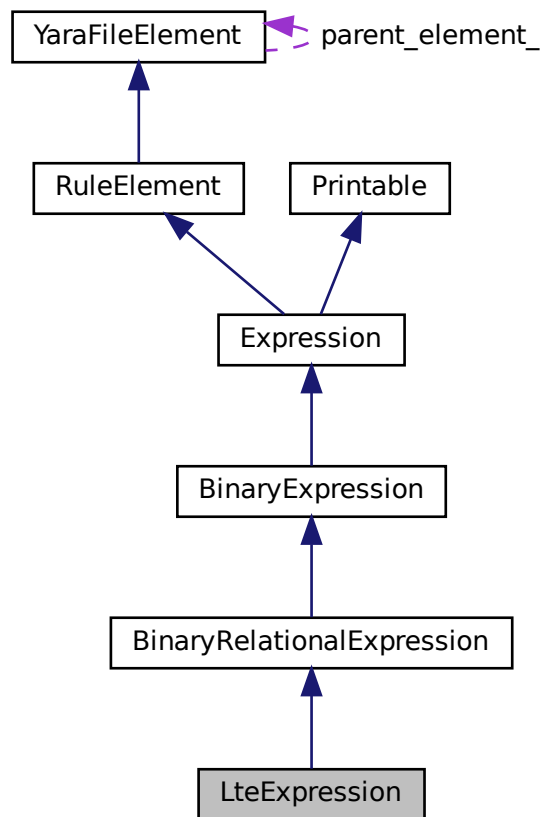 YaraFileElement
parent_element_
RuleElement
Printable
Expression
BinaryExpression
BinaryRelationalExpression
LteExpression